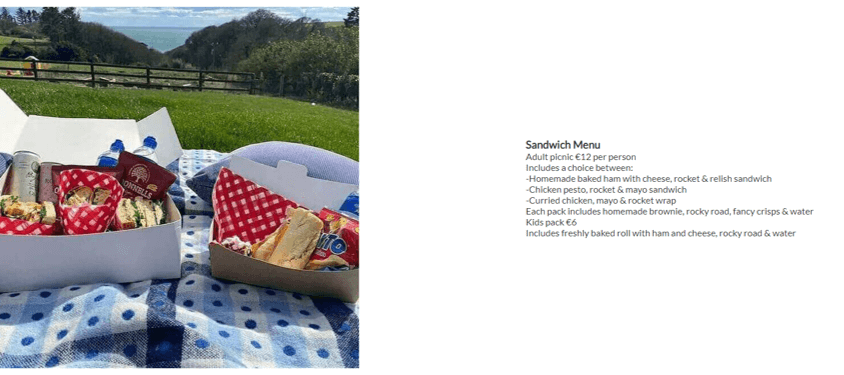 O'DONNELLS
Sandwich Menu
Adult picnic €12 per person
Includes a choice between:
-Homemade baked ham with cheese, rocket & relish sandwich
-Chicken pesto, rocket & mayo sandwich
-Curried chicken, mayo & rocket wrap
Each pack includes homemade brownie, rocky road, fancy crisps & water
Kids pack €6
Includes freshly baked roll with ham and cheese, rocky road & water